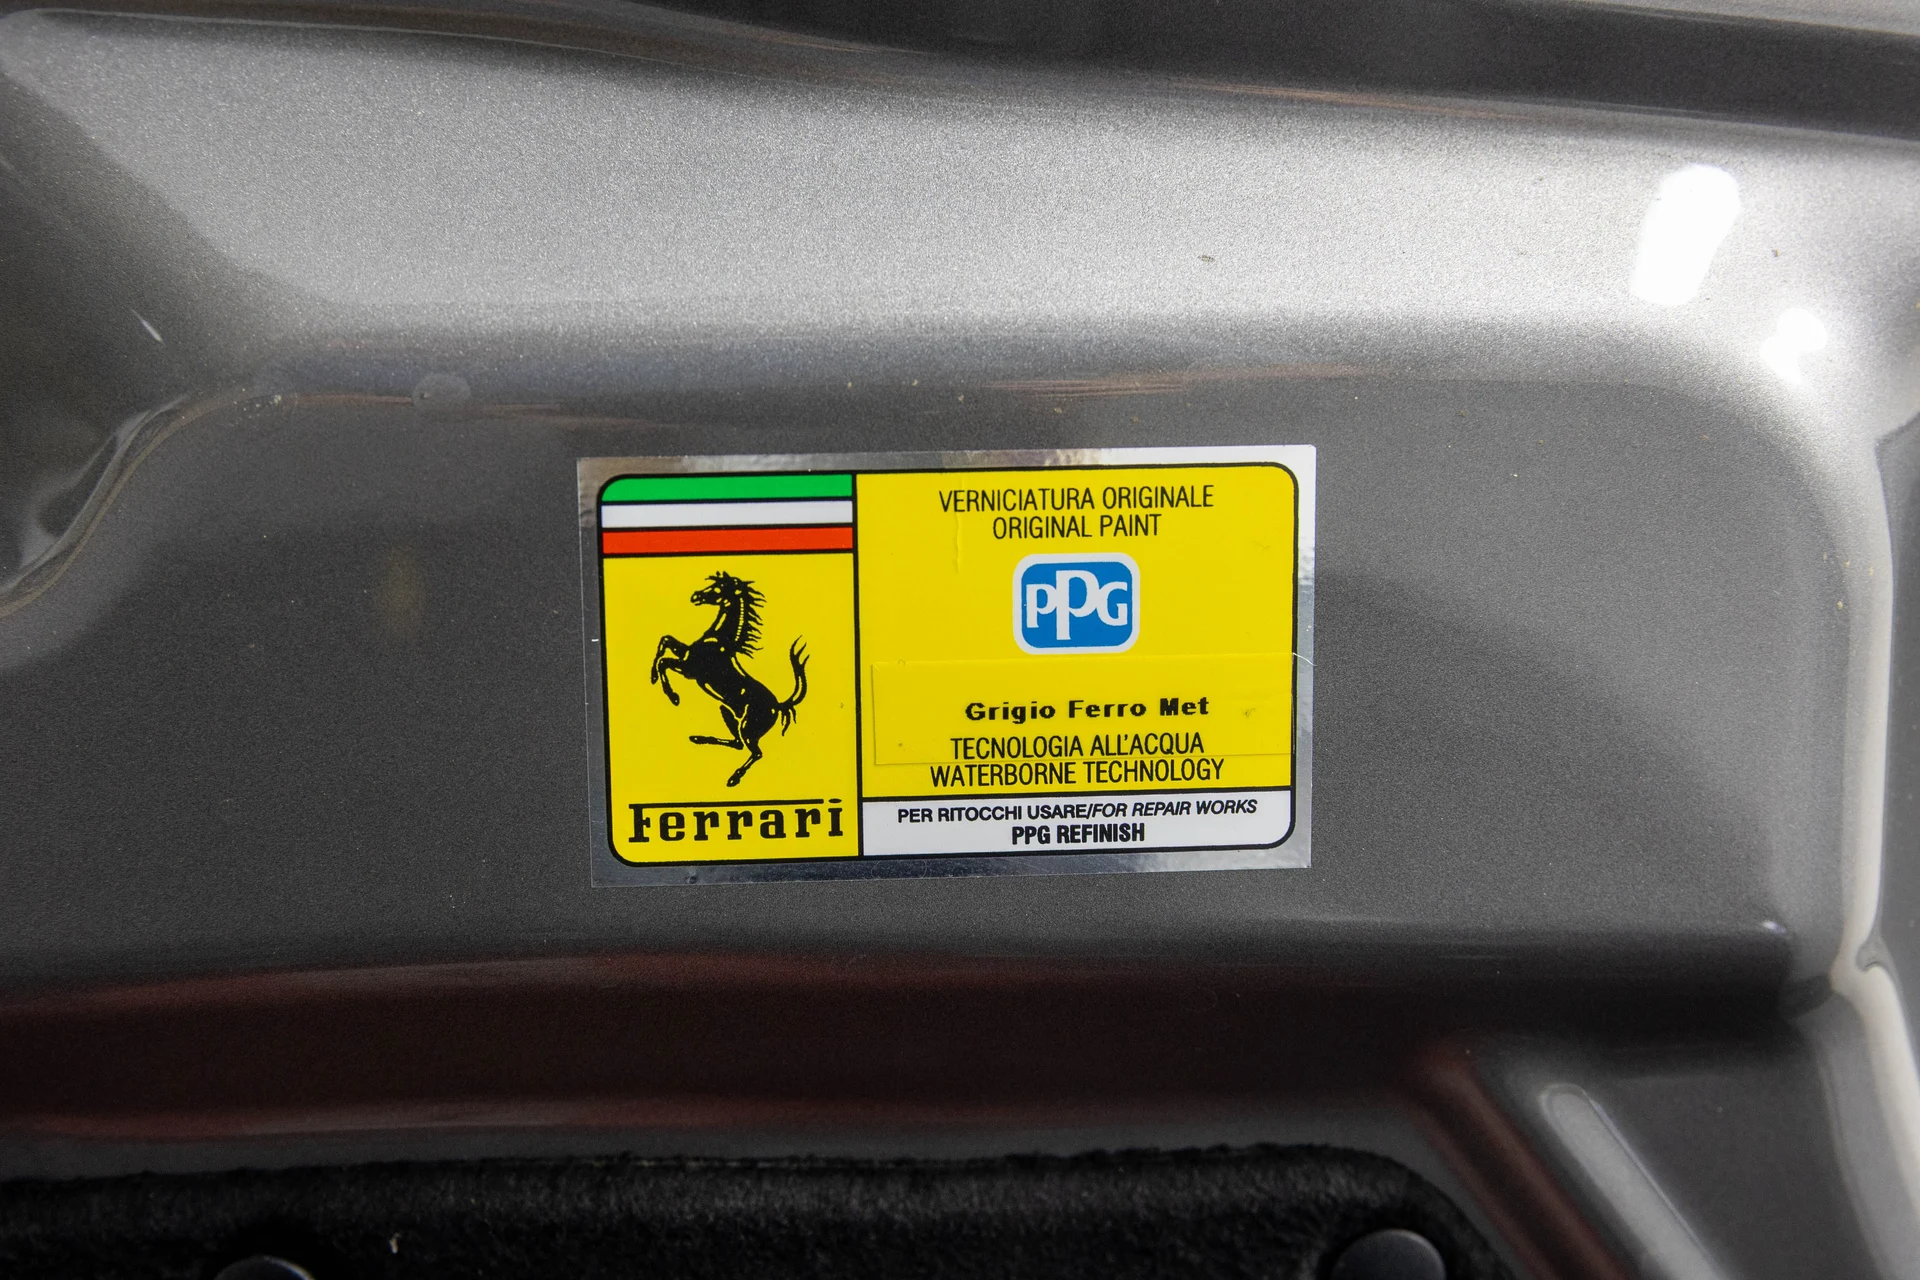 VERNICIATURA ORIGINALE
ORIGINAL PAINT
PPG
Grigio Ferro Met
TECNOLOGIA ALL'ACQUA
WATERBORNE TECHNOLOGY
Ferrari
PER RITOCCHI USARE/FOR REPAIR WORKS
PPG REFINISH